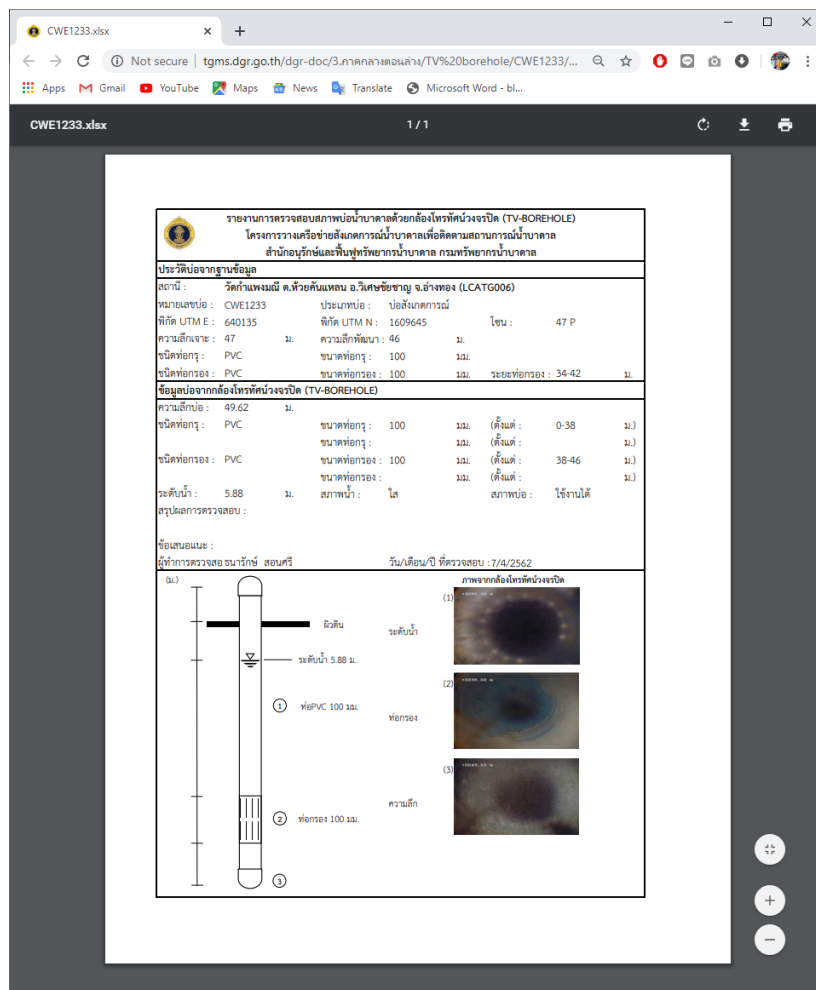 CWE1233.xlsx
Not secure | tgms.dgr.go.th/dgr-doc/3.ภาคกลางตอนล่าง/TV%20borehole/CWE1233/...
Apps Gmail YouTube Maps News Translate Microsoft Word - bl...
CWE1233.xlsx 1 / 1
รายงานการตรวจสอบสภาพบ่อน้ำบาดาลด้วยกล้องโทรทัศน์วงจรปิด (TV-BOREHOLE)
โครงการวางเครือข่ายสังเกตการณ์น้ำบาดาลเพื่อติดตามสถานการณ์น้ำบาดาล
สำนักอนุรักษ์และฟื้นฟูทรัพยากรน้ำบาดาล กรมทรัพยากรน้ำบาดาล
ประวัติบ่อจากฐานข้อมูล
สถานี : วัดกำแพงมณี ต.ห้วยคันแหลน อ.วิเศษชัยชาญ จ.อ่างทอง (LCATG006)
หมายเลขบ่อ : CWE1233 ประเภทบ่อ : บ่อสังเกตการณ์
พิกัด UTM E : 640135 พิกัด UTM N : 1609645 โซน : 47 P
ความลึกเจาะ : 47 ม. ความลึกพัฒนา : 46 ม.
ชนิดท่อกรุ : PVC ขนาดท่อกรุ : 100 มม.
ชนิดท่อกรอง : PVC ขนาดท่อกรอง : 100 มม. ระยะท่อกรอง : 34-42 ม.
ข้อมูลบ่อจากกล้องโทรทัศน์วงจรปิด (TV-BOREHOLE)
ความลึกบ่อ : 49.62 ม.
ชนิดท่อกรุ : PVC ขนาดท่อกรุ : 100 มม. (ตั้งแต่ : 0-38 ม.)
ขนาดท่อกรุ : มม. (ตั้งแต่ : ม.)
ชนิดท่อกรอง : PVC ขนาดท่อกรอง : 100 มม. (ตั้งแต่ : 38-46 ม.)
ขนาดท่อกรอง : มม. (ตั้งแต่ : ม.)
ระดับน้ำ : 5.88 ม. สภาพน้ำ : ใส สภาพบ่อ : ใช้งานได้
สรุปผลการตรวจสอบ :
ข้อเสนอแนะ :
ผู้ทำการตรวจสอ ธนารักษ์ สอนศรี วัน/เดือน/ปี ที่ตรวจสอบ : 7/4/2562
(ม.) ภาพจากกล้องโทรทัศน์วงจรปิด
(1)
ผิวดิน
ระดับน้ำ
ระดับน้ำ 5.88 ม.
(2)
1 ท่อPVC 100 มม.
ท่อกรอง
(3)
ความลึก
2 ท่อกรอง 100 มม.
3